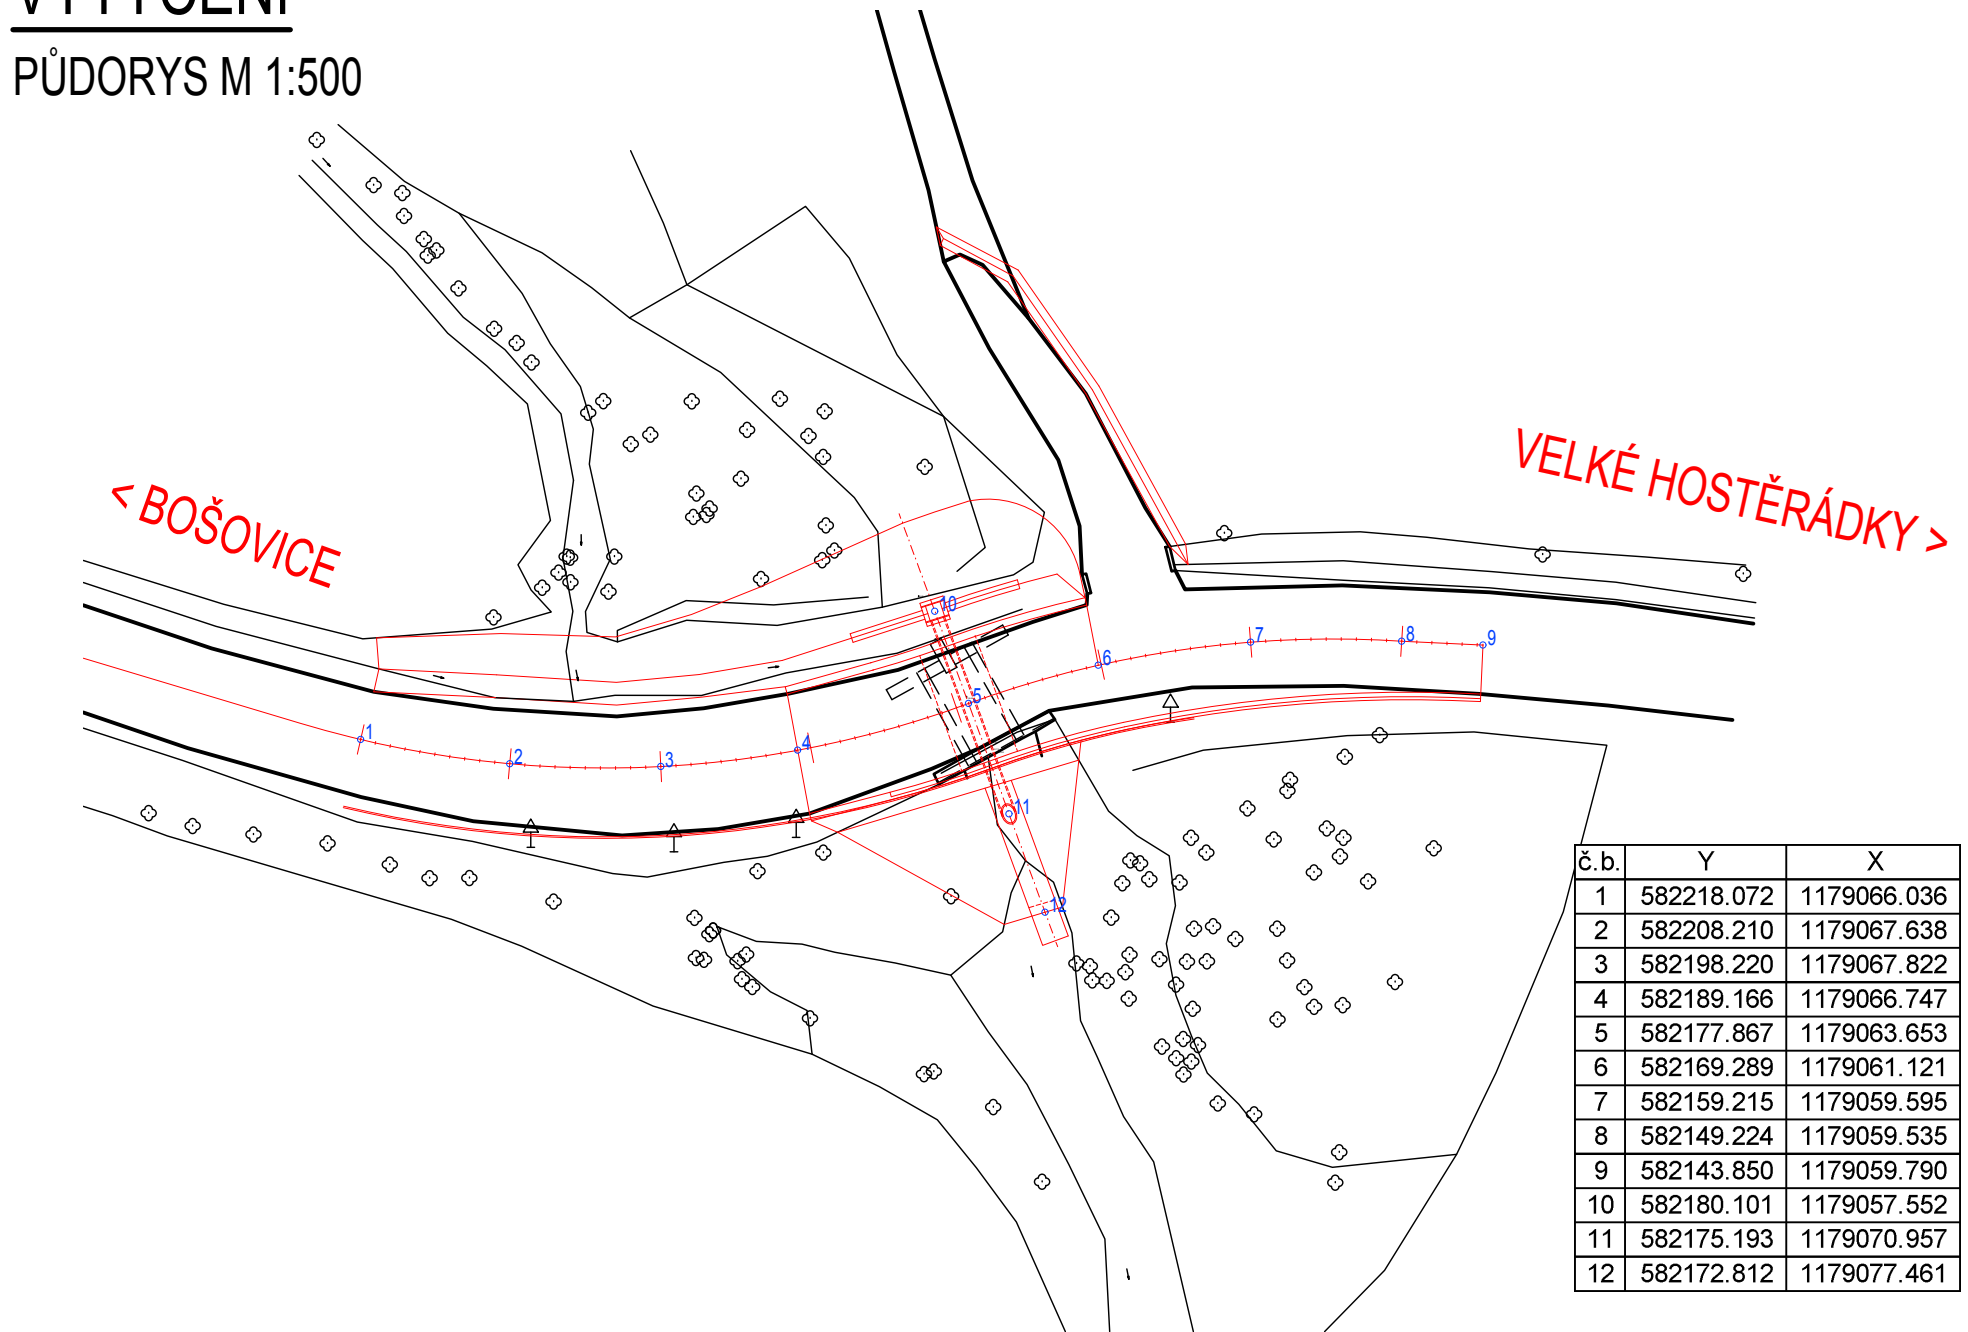 VYTYČENÍ
PŮDORYS M 1:500
< BOŠOVICE
VELKÉ HOSTĚRÁDKY >
1
2
3
4
5
6
7
8
9
10
11
12
č.b. Y X
1 582218.072 1179066.036
2 582208.210 1179067.638
3 582198.220 1179067.822
4 582189.166 1179066.747
5 582177.867 1179063.653
6 582169.289 1179061.121
7 582159.215 1179059.595
8 582149.224 1179059.535
9 582143.850 1179059.790
10 582180.101 1179057.552
11 582175.193 1179070.957
12 582172.812 1179077.461